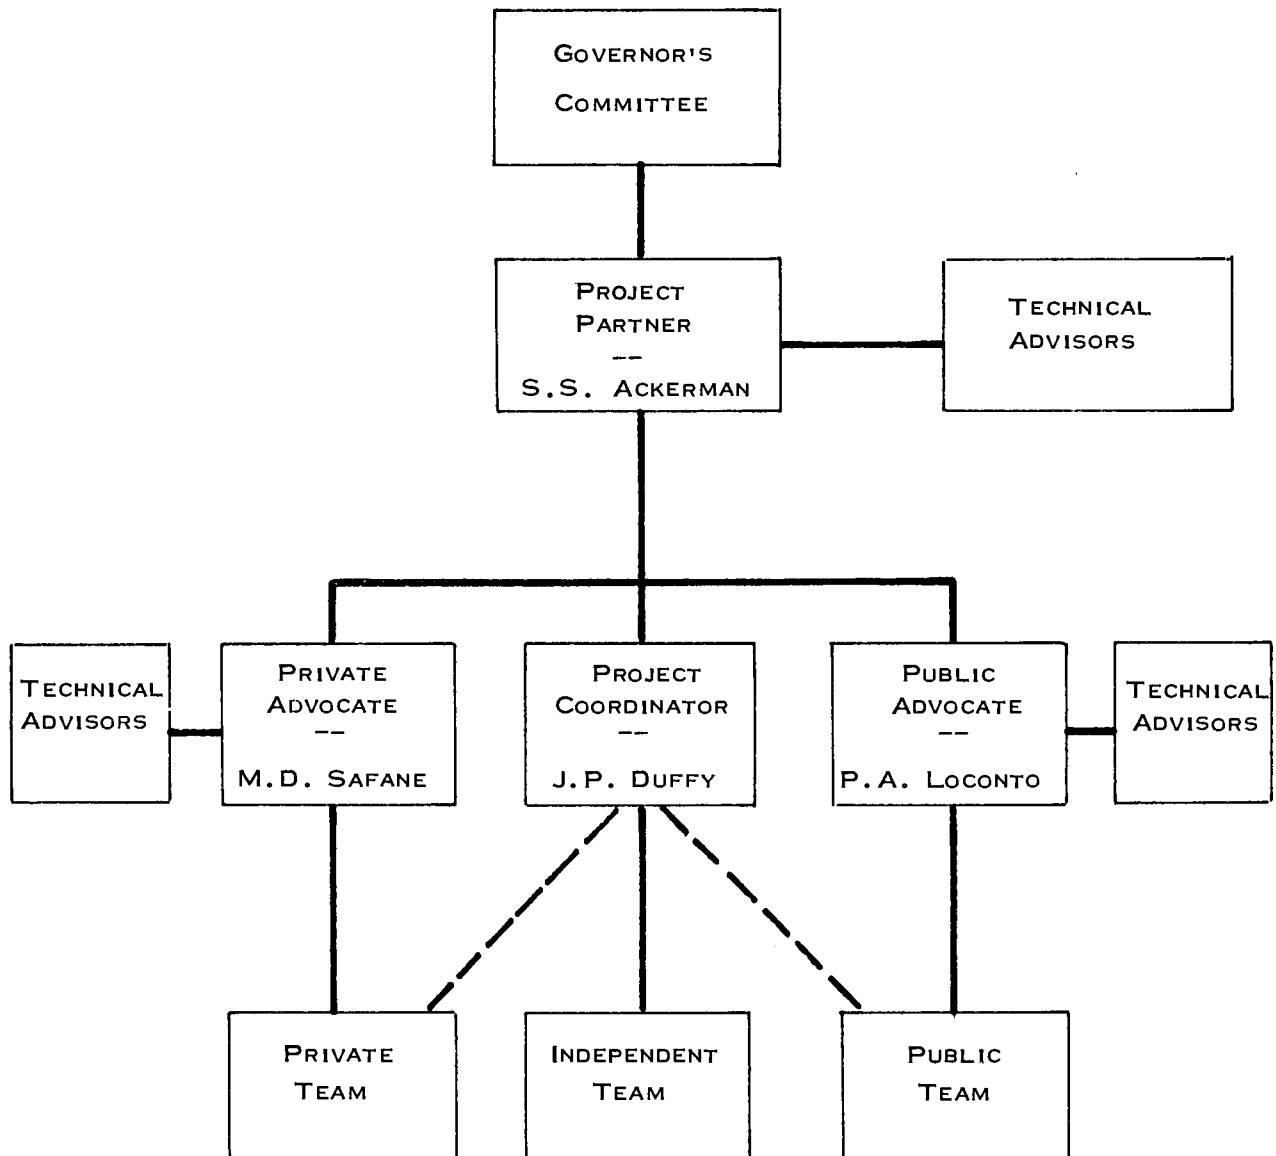 GOVERNOR'S
COMMITTEE
PROJECT
PARTNER
--
S.S. ACKERMAN
TECHNICAL
ADVISORS
TECHNICAL
ADVISORS
PRIVATE
ADVOCATE
--
M.D. SAFANE
PROJECT
COORDINATOR
--
J.P. DUFFY
PUBLIC
ADVOCATE
--
P.A. LOCONTO
TECHNICAL
ADVISORS
PRIVATE
TEAM
INDEPENDENT
TEAM
PUBLIC
TEAM